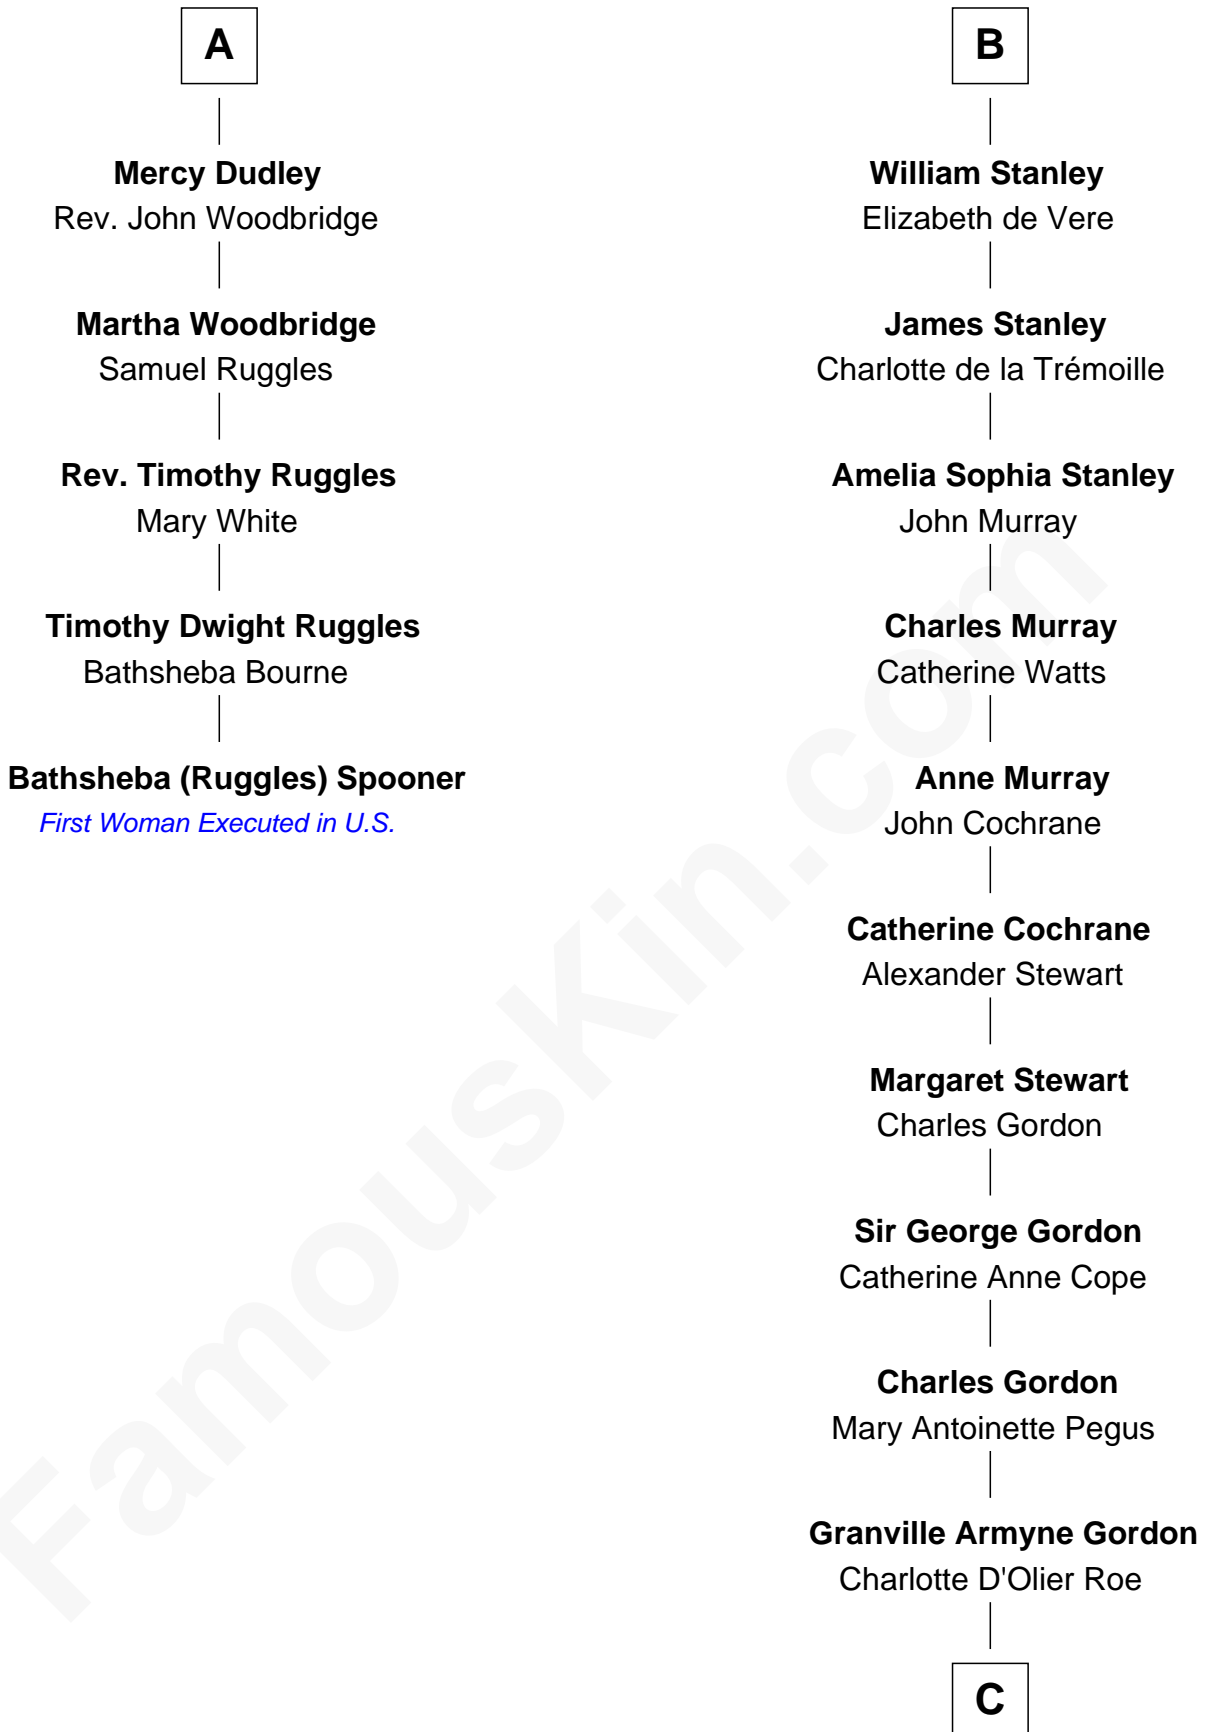 A
Mercy Dudley
Rev. John Woodbridge
Martha Woodbridge
Samuel Ruggles
Rev. Timothy Ruggles
Mary White
Timothy Dwight Ruggles
Bathsheba Bourne
Bathsheba (Ruggles) Spooner
First Woman Executed in U.S.
B
William Stanley
Elizabeth de Vere
James Stanley
Charlotte de la Trémoille
Amelia Sophia Stanley
John Murray
Charles Murray
Catherine Watts
Anne Murray
John Cochrane
Catherine Cochrane
Alexander Stewart
Margaret Stewart
Charles Gordon
Sir George Gordon
Catherine Anne Cope
Charles Gordon
Mary Antoinette Pegus
Granville Armyne Gordon
Charlotte D'Olier Roe
C
FamousKin.com